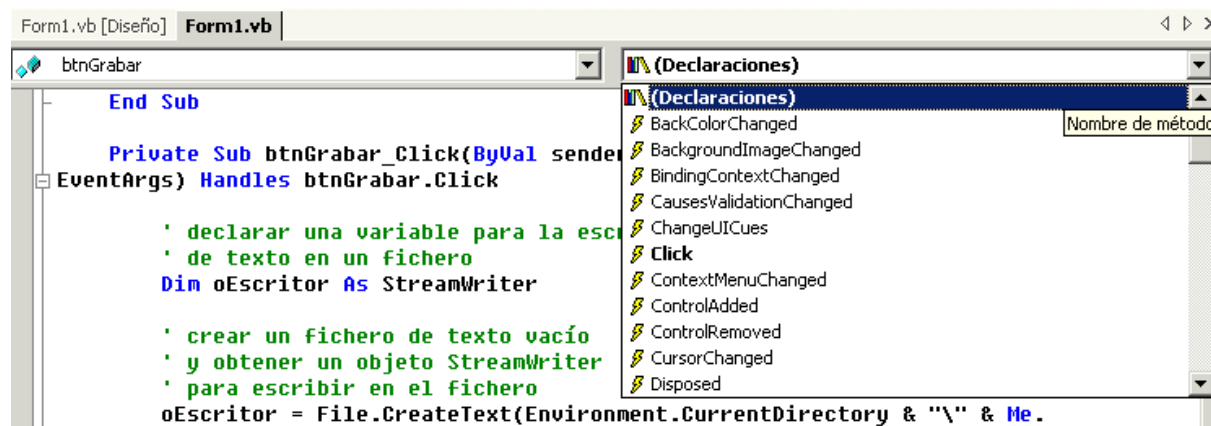 Form1.vb [Diseño] Form1.vb
btnGrabar
(Declaraciones)
(Declaraciones)
BackColorChanged
Nombre de método
BackgroundImageChanged
BindingContextChanged
CausesValidationChanged
ChangeUICues
Click
ContextMenuChanged
ControlAdded
ControlRemoved
CursorChanged
Disposed
End Sub
Private Sub btnGrabar_Click(ByVal sender
EventArgs) Handles btnGrabar.Click
' declarar una variable para la esc
' de texto en un fichero
Dim oEscritor As StreamWriter
' crear un fichero de texto vacío
' y obtener un objeto StreamWriter
' para escribir en el fichero
oEscritor = File.CreateText(Environment.CurrentDirectory & "\" & Me.